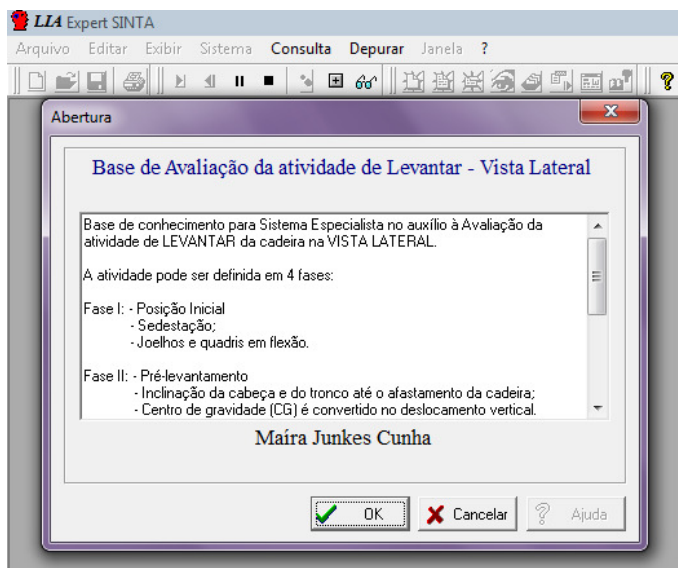 LIA Expert SINTA
Arquivo Editar Exibir Sistema Consulta Depurar Janela ?
Abertura
Base de Avaliação da atividade de Levantar - Vista Lateral
Base de conhecimento para Sistema Especialista no auxílio à Avaliação da
atividade de LEVANTAR da cadeira na VISTA LATERAL.
A atividade pode ser definida em 4 fases:
Fase I: - Posição Inicial
- Sedestação;
- Joelhos e quadris em flexão.
Fase II: - Pré-levantamento
- Inclinação da cabeça e do tronco até o afastamento da cadeira;
- Centro de gravidade (CG) é convertido no deslocamento vertical.
Maíra Junkes Cunha
OK Cancelar Ajuda